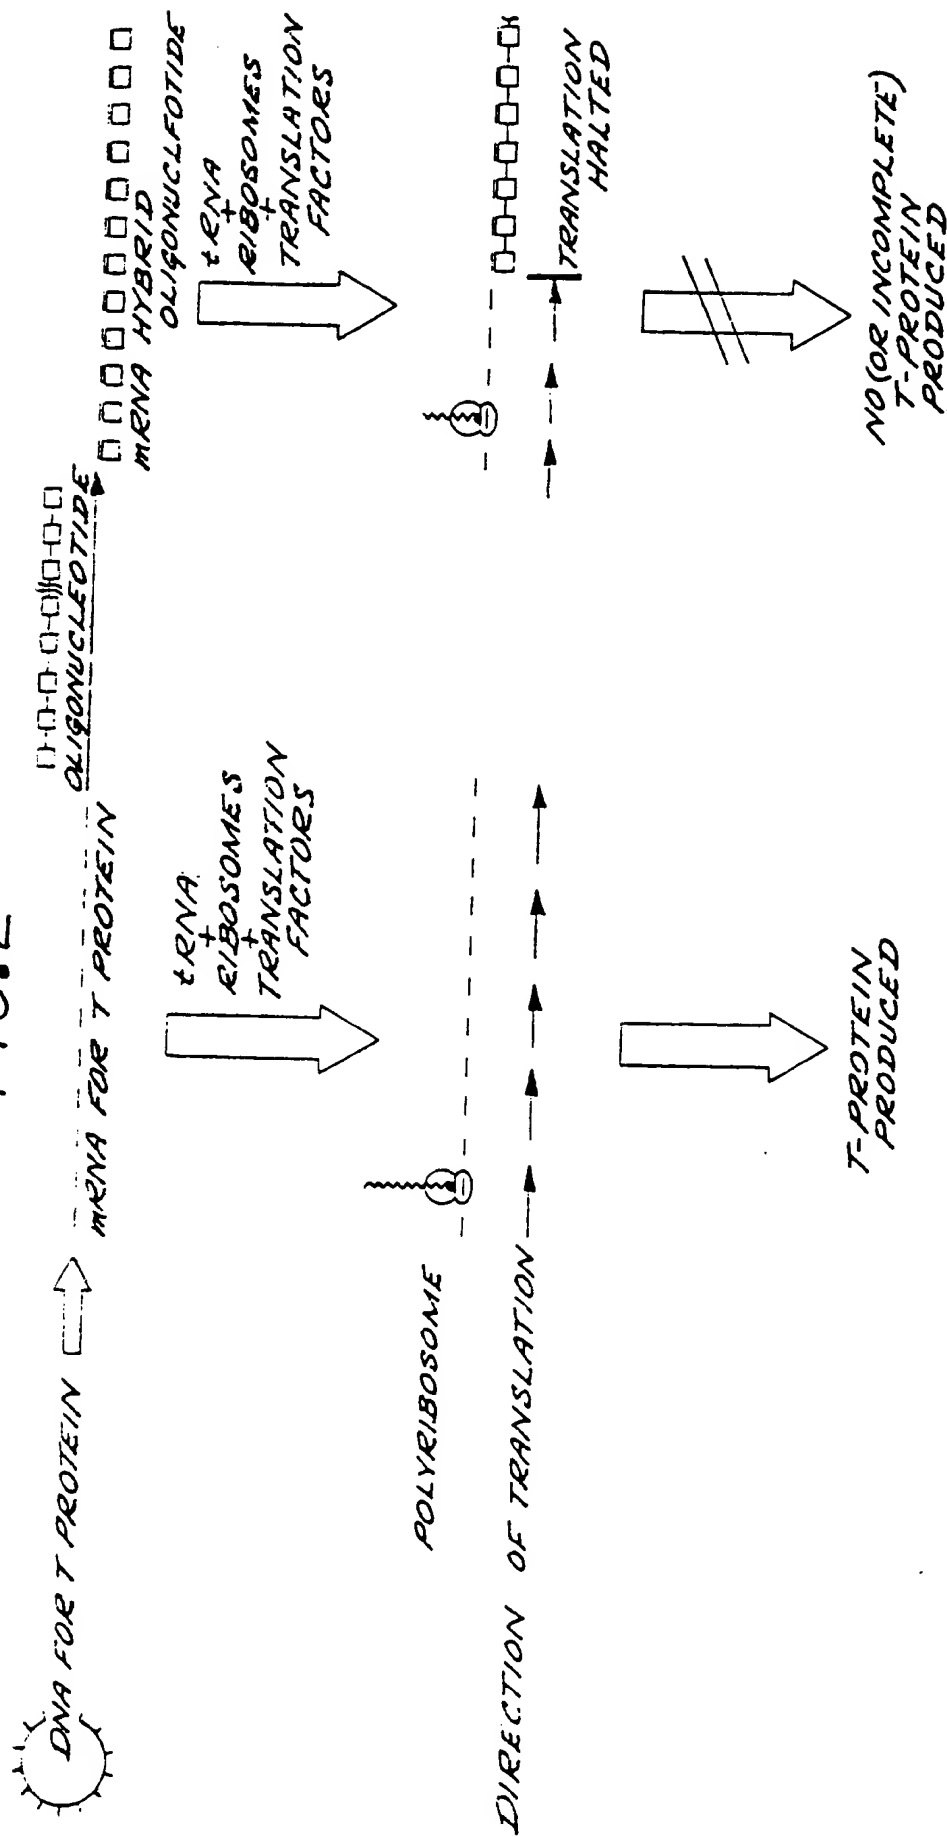 DNA FOR T PROTEIN
mRNA FOR T PROTEIN
OLIGONUCLEOTIDE
mRNA HYBRID
OLIGONUCLEOTIDE
tRNA
+
RIBOSOMES
+
TRANSLATION
FACTORS
tRNA
+
RIBOSOMES
+
TRANSLATION
FACTORS
POLYRIBOSOME
DIRECTION OF TRANSLATION
TRANSLATION
HALTED
T-PROTEIN
PRODUCED
NO (OR INCOMPLETE)
T-PROTEIN
PRODUCED